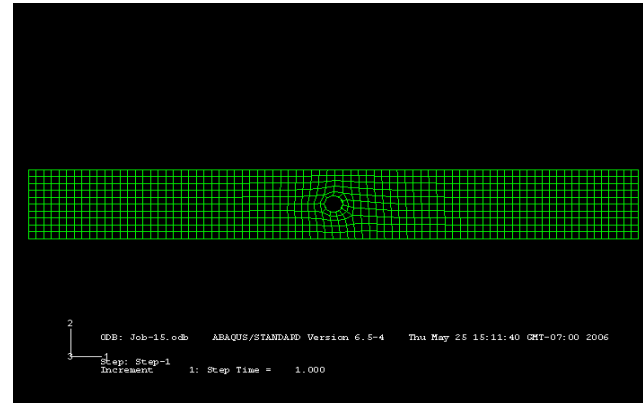 2
3 1
ODB: Job-15.odb ABAQUS/STANDARD Version 6.5-4 Thu May 25 15:11:40 GMT-07:00 2006
Step: Step-1
Increment 1: Step Time = 1.000